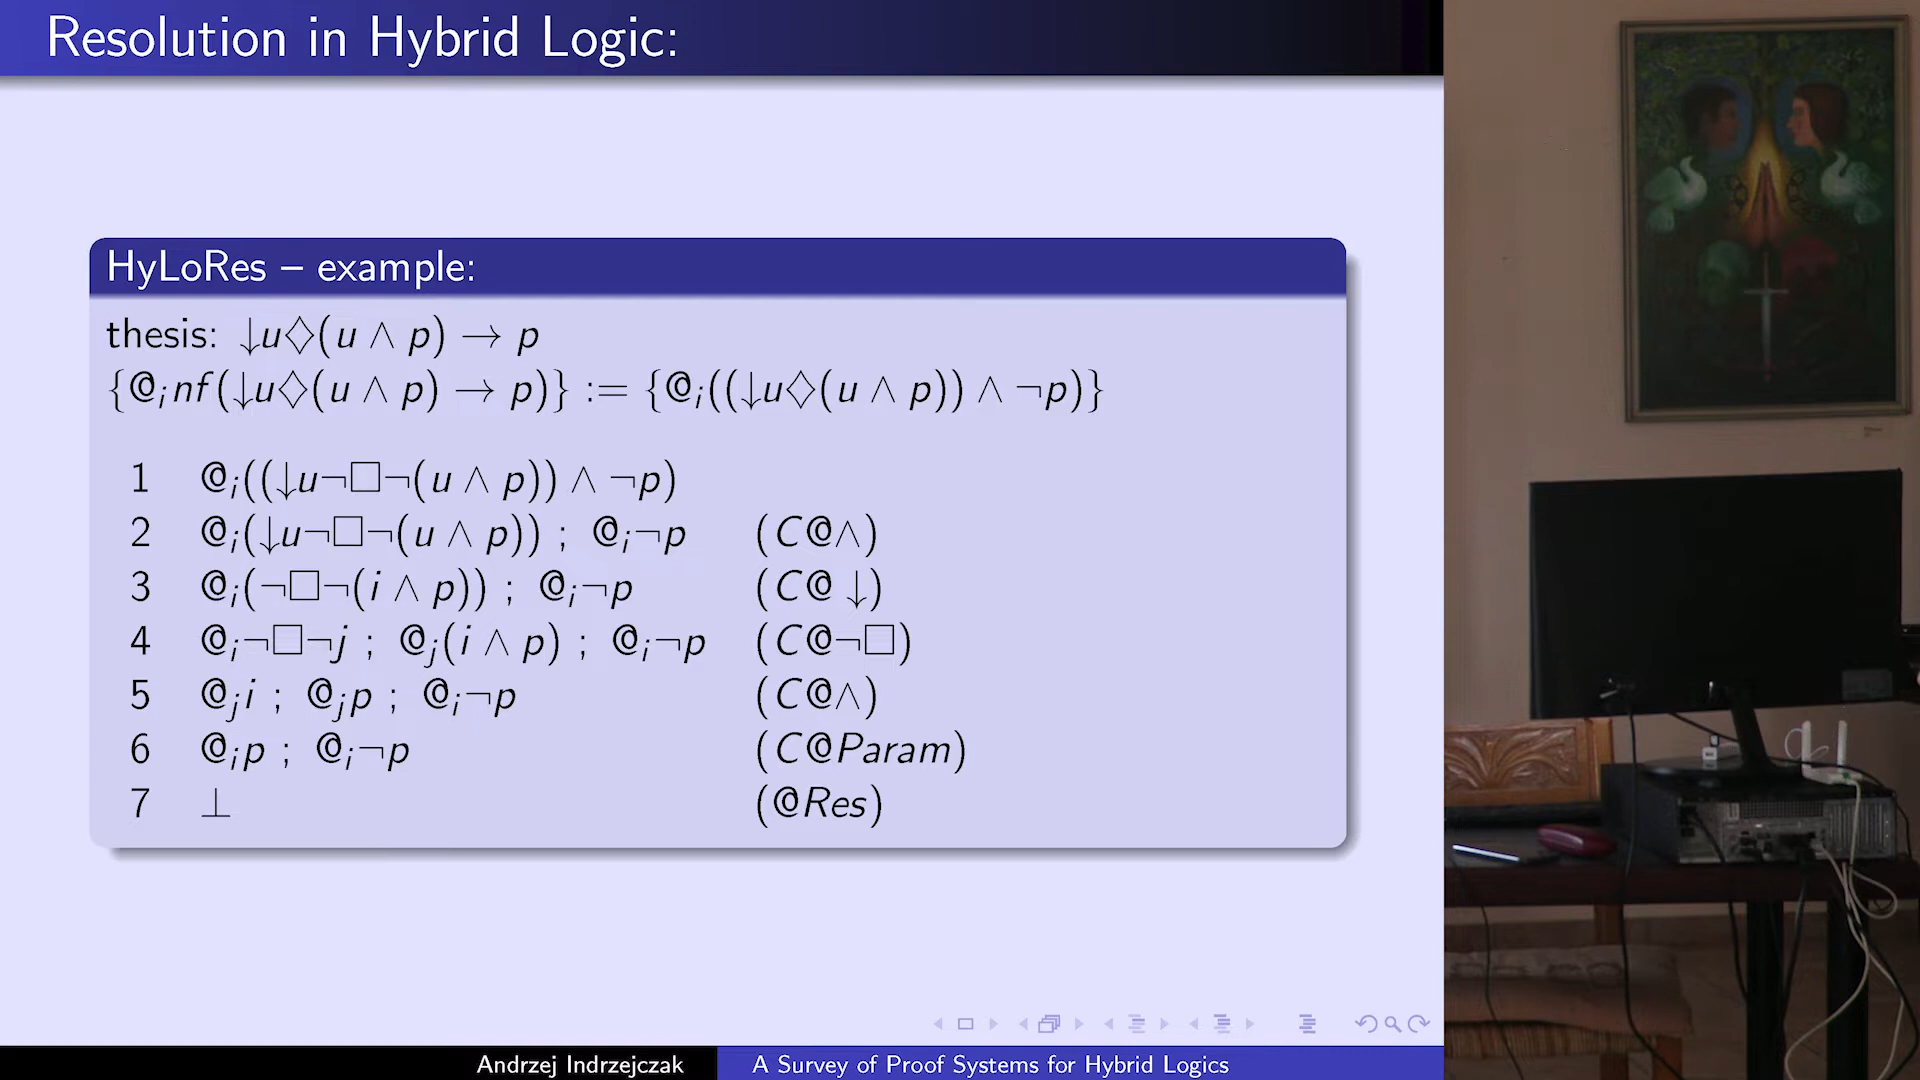 Resolution in Hybrid Logic:
HyLoRes – example:
thesis: ↓u◇(u ∧ p) → p
{@ᵢnf(↓u◇(u ∧ p) → p)} := {@ᵢ((↓u◇(u ∧ p)) ∧ ¬p)}
1 @ᵢ((↓u¬□¬(u ∧ p)) ∧ ¬p)
2 @ᵢ(↓u¬□¬(u ∧ p)) ; @ᵢ¬p (C@∧)
3 @ᵢ(¬□¬(i ∧ p)) ; @ᵢ¬p (C@ ↓)
4 @ᵢ¬□¬j ; @ⱼ(i ∧ p) ; @ᵢ¬p (C@¬□)
5 @ⱼi ; @ⱼp ; @ᵢ¬p (C@∧)
6 @ᵢp ; @ᵢ¬p (C@Param)
7 ⊥ (@Res)
Andrzej Indrzejczak A Survey of Proof Systems for Hybrid Logics